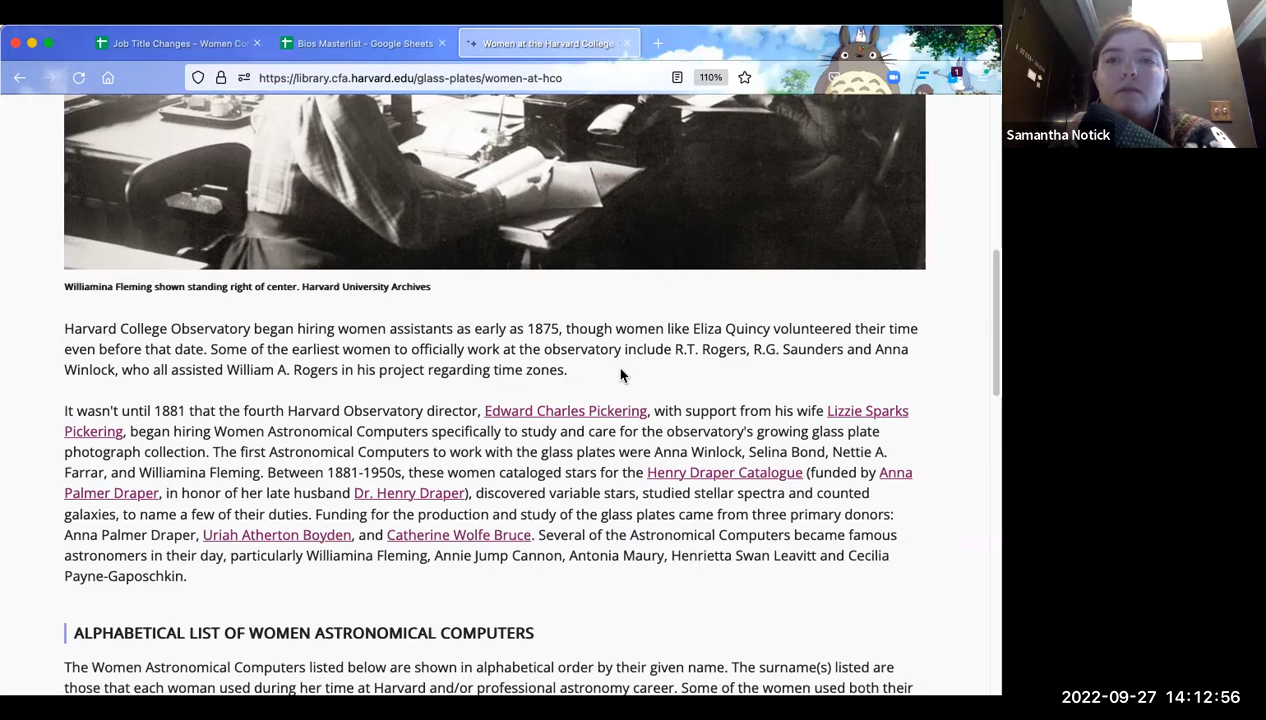 Job Title Changes - Women Co
Bios Masterlist - Google Sheets
Women at the Harvard College
https://library.cfa.harvard.edu/glass-plates/women-at-hco
110%
1
Samantha Notick
Williamina Fleming shown standing right of center. Harvard University Archives
Harvard College Observatory began hiring women assistants as early as 1875, though women like Eliza Quincy volunteered their time
even before that date. Some of the earliest women to officially work at the observatory include R.T. Rogers, R.G. Saunders and Anna
Winlock, who all assisted William A. Rogers in his project regarding time zones.
It wasn't until 1881 that the fourth Harvard Observatory director, Edward Charles Pickering, with support from his wife Lizzie Sparks
Pickering, began hiring Women Astronomical Computers specifically to study and care for the observatory's growing glass plate
photograph collection. The first Astronomical Computers to work with the glass plates were Anna Winlock, Selina Bond, Nettie A.
Farrar, and Williamina Fleming. Between 1881-1950s, these women cataloged stars for the Henry Draper Catalogue (funded by Anna
Palmer Draper, in honor of her late husband Dr. Henry Draper), discovered variable stars, studied stellar spectra and counted
galaxies, to name a few of their duties. Funding for the production and study of the glass plates came from three primary donors:
Anna Palmer Draper, Uriah Atherton Boyden, and Catherine Wolfe Bruce. Several of the Astronomical Computers became famous
astronomers in their day, particularly Williamina Fleming, Annie Jump Cannon, Antonia Maury, Henrietta Swan Leavitt and Cecilia
Payne-Gaposchkin.
ALPHABETICAL LIST OF WOMEN ASTRONOMICAL COMPUTERS
The Women Astronomical Computers listed below are shown in alphabetical order by their given name. The surname(s) listed are
those that each woman used during her time at Harvard and/or professional astronomy career. Some of the women used both their
2022-09-27 14:12:56